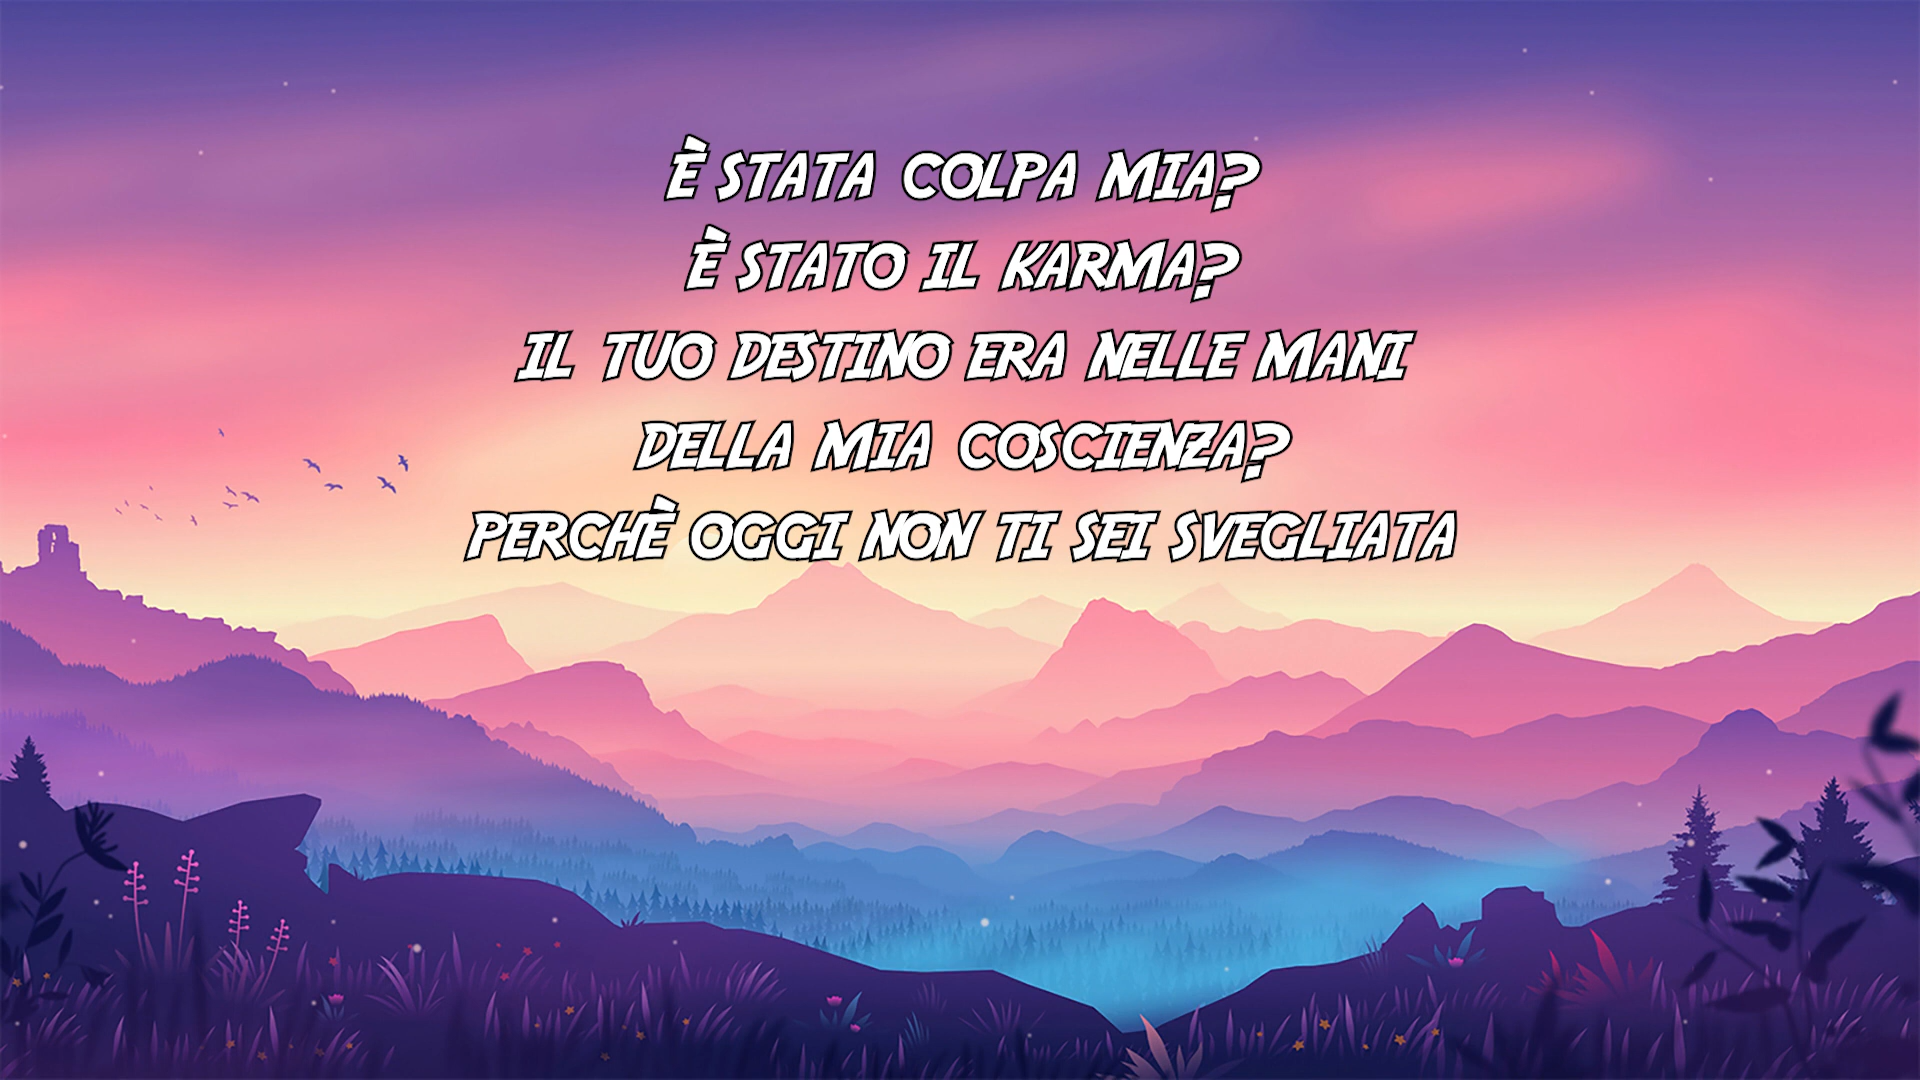 È STATA COLPA MIA?
È STATO IL KARMA?
IL TUO DESTINO ERA NELLE MANI
DELLA MIA COSCIENZA?
PERCHÈ OGGI NON TI SEI SVEGLIATA